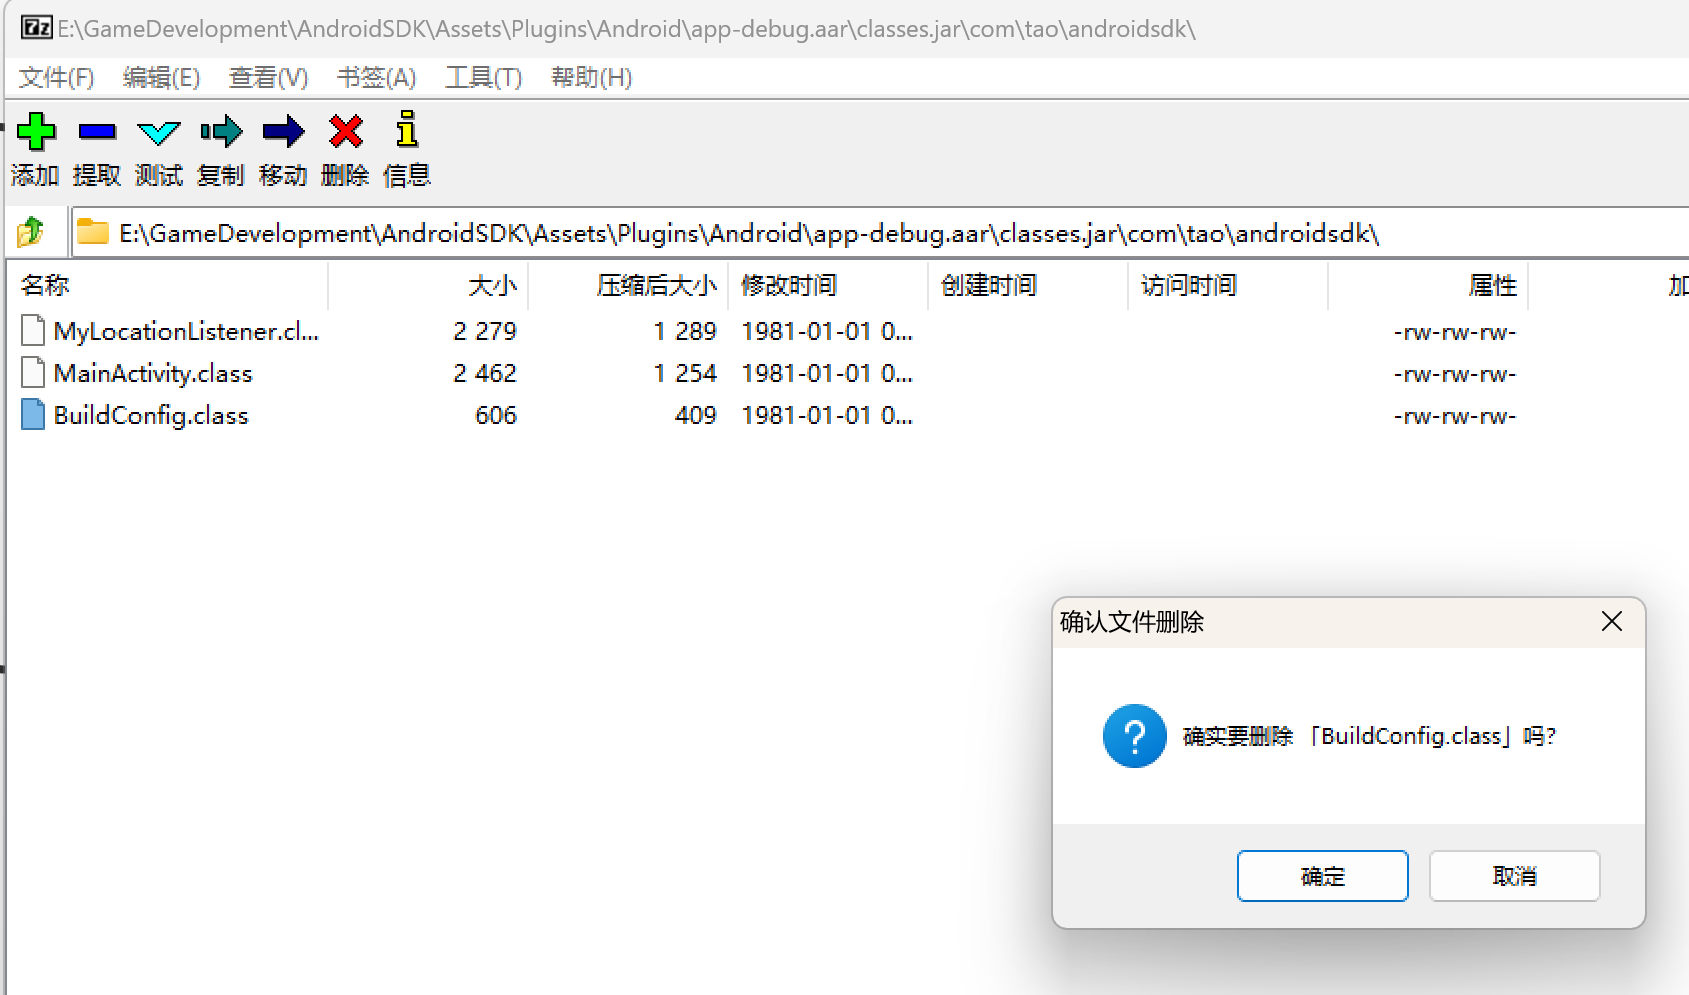 E:\GameDevelopment\AndroidSDK\Assets\Plugins\Android\app-debug.aar\classes.jar\com\tao\androidsdk\
文件(F) 编辑(E) 查看(V) 书签(A) 工具(T) 帮助(H)
添加 提取 测试 复制 移动 删除 信息
E:\GameDevelopment\AndroidSDK\Assets\Plugins\Android\app-debug.aar\classes.jar\com\tao\androidsdk\
名称 大小 压缩后大小 修改时间 创建时间 访问时间 属性 加
MyLocationListener.cl... 2 279 1 289 1981-01-01 0... -rw-rw-rw-
MainActivity.class 2 462 1 254 1981-01-01 0... -rw-rw-rw-
BuildConfig.class 606 409 1981-01-01 0... -rw-rw-rw-
确认文件删除
确实要删除 「BuildConfig.class」吗?
确定 取消